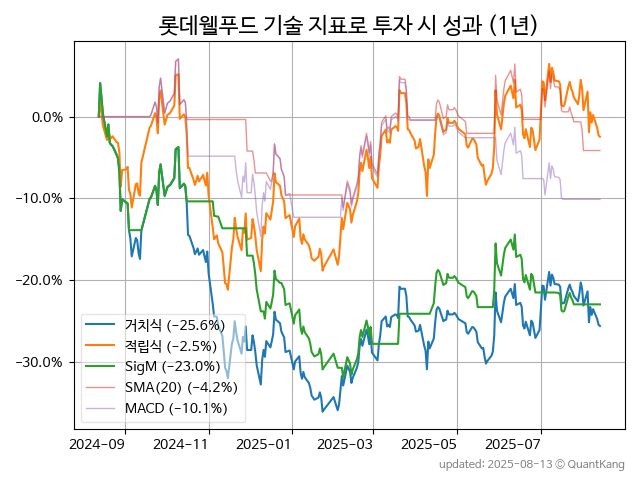 롯데웰푸드 기술 지표로 투자 시 성과 (1년)
0.0%
−10.0%
−20.0%
−30.0%
거치식 (−25.6%)
적립식 (−2.5%)
SigM (−23.0%)
SMA(20) (−4.2%)
MACD (−10.1%)
2024-09 2024-11 2025-01 2025-03 2025-05 2025-07
updated: 2025-08-13 ⓒ QuantKang